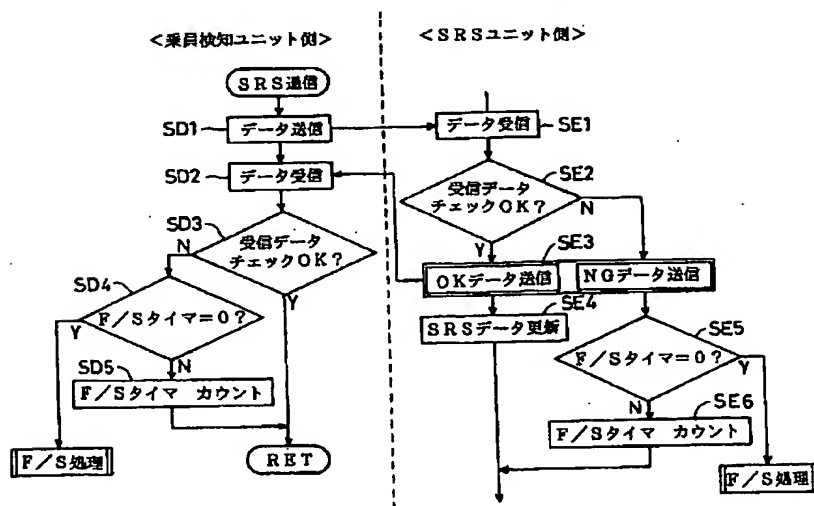 <乗員検知ユニット側>
SRS通信
SD1
データ送信
SD2
データ受信
SD3
受信データ
チェックOK?
N
Y
SD4
F/Sタイマ=0?
Y
N
SD5
F/Sタイマ カウント
F/S処理
RET
<SRSユニット側>
データ受信
SE1
SE2
受信データ
チェックOK?
N
Y
SE3
OKデータ送信
NGデータ送信
SE4
SRSデータ更新
SE5
F/Sタイマ=0?
Y
N
SE6
F/Sタイマ カウント
F/S処理